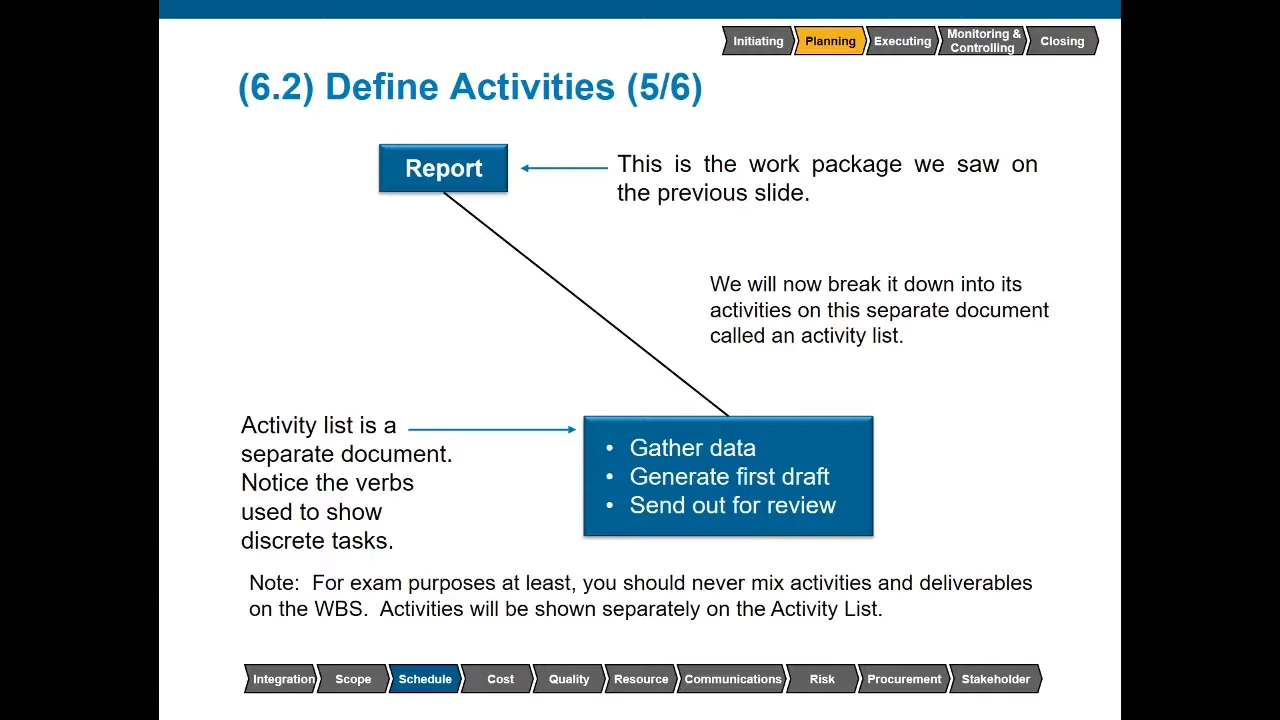 Initiating
Planning
Executing
Monitoring &
Controlling
Closing
(6.2) Define Activities (5/6)
Report
This is the work package we saw on
the previous slide.
We will now break it down into its
activities on this separate document
called an activity list.
Activity list is a
separate document.
Notice the verbs
used to show
discrete tasks.
• Gather data
• Generate first draft
• Send out for review
Note: For exam purposes at least, you should never mix activities and deliverables
on the WBS. Activities will be shown separately on the Activity List.
Integration
Scope
Schedule
Cost
Quality
Resource
Communications
Risk
Procurement
Stakeholder